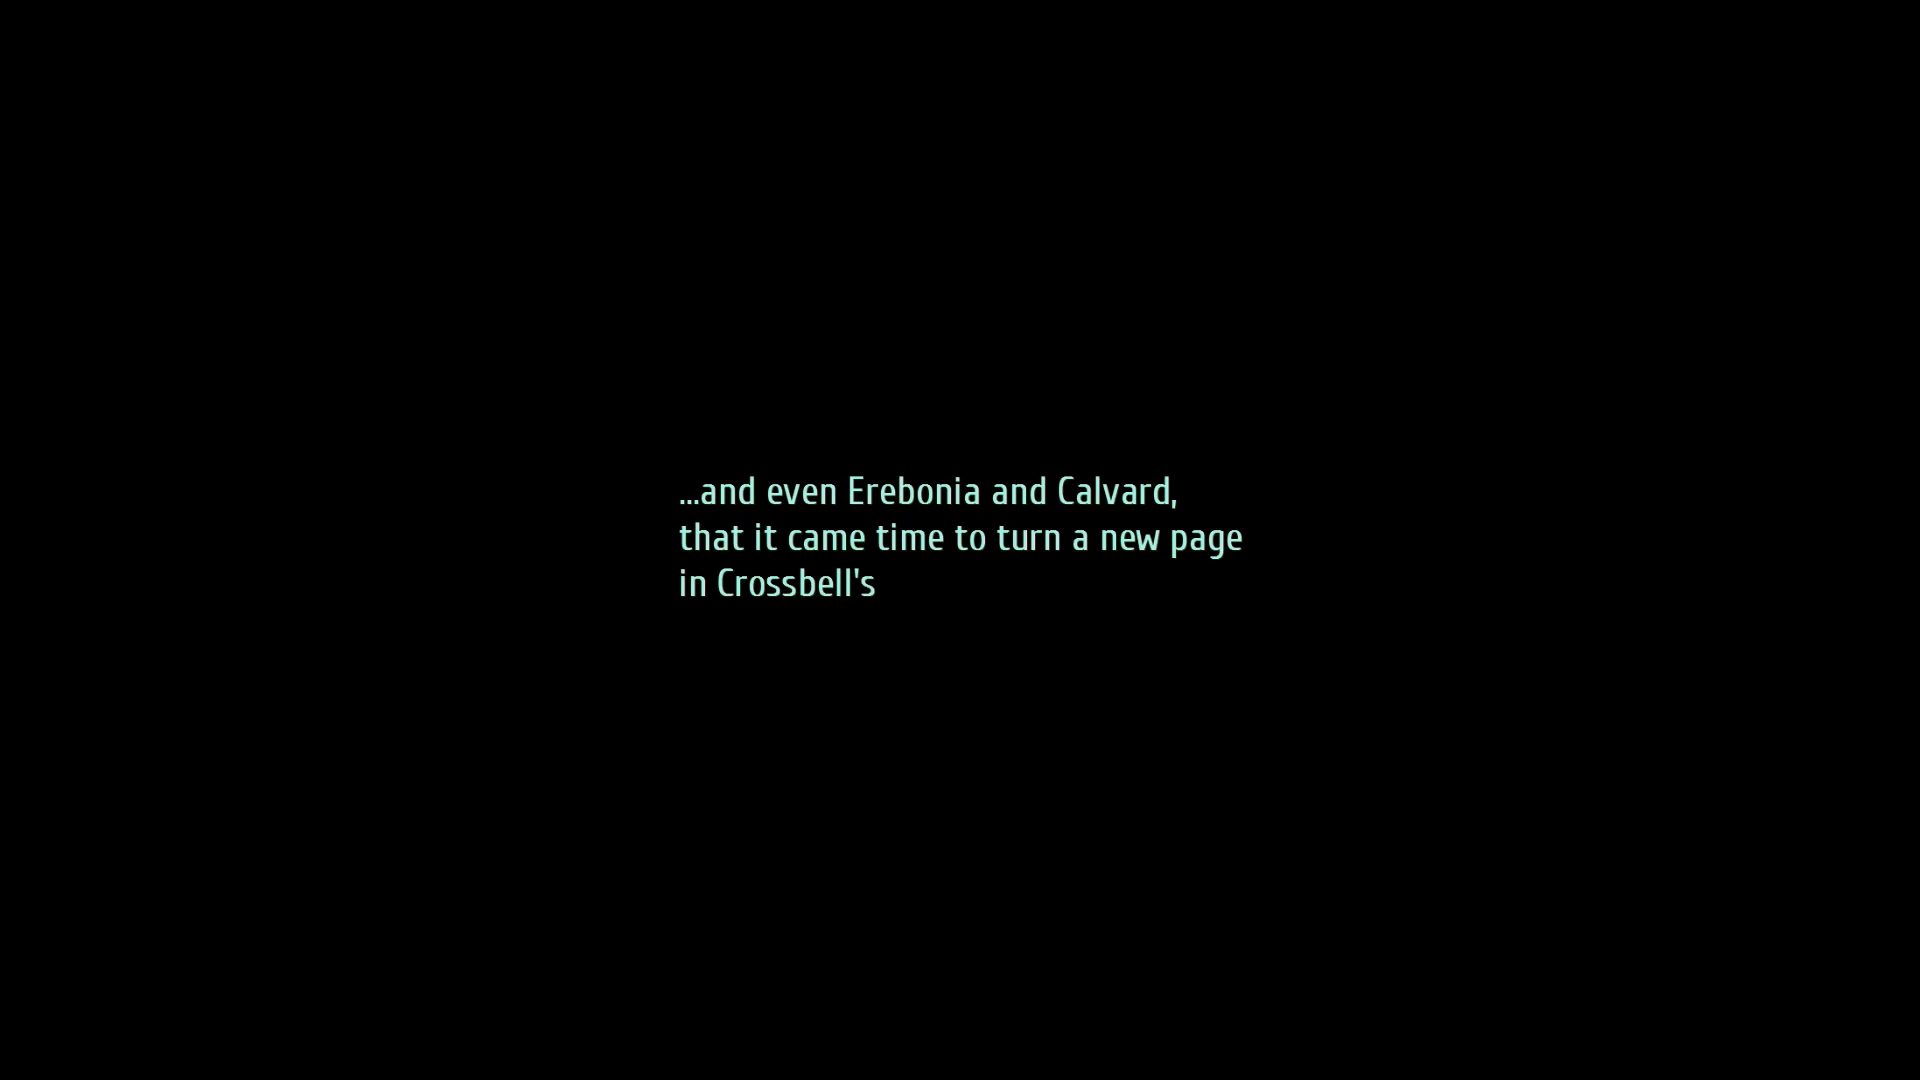 ...and even Erebonia and Calvard,
that it came time to turn a new page
in Crossbell's